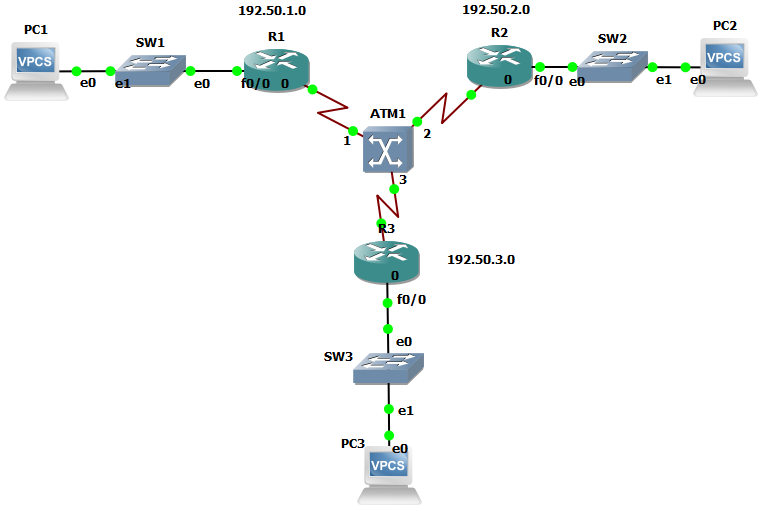 192.50.1.0
192.50.2.0
PC1
SW1
R1
R2
SW2
PC2
VPCS
e0
e1
e0
f0/0
0
0
f0/0
e0
e1
e0
VPCS
ATM1
1
2
3
R3
192.50.3.0
0
f0/0
e0
SW3
e1
PC3
e0
VPCS